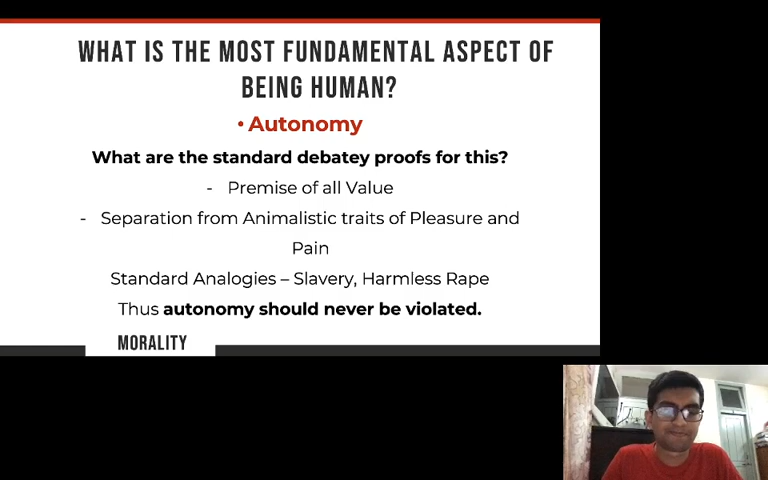 WHAT IS THE MOST FUNDAMENTAL ASPECT OF
BEING HUMAN?
• Autonomy
What are the standard debatey proofs for this?
- Premise of all Value
- Separation from Animalistic traits of Pleasure and
Pain
Standard Analogies – Slavery, Harmless Rape
Thus autonomy should never be violated.
MORALITY